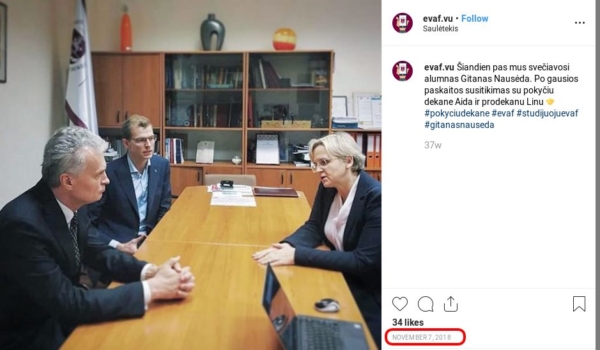 evaf.vu • Follow
Saulėtekis
evaf.vu Šiandien pas mus svečiavosi
alumnas Gitanas Nausėda. Po gausios
paskaitos susitikimas su pokyčiu
dekane Aida ir prodekanu Linu 🤝
#pokyciudekane #evaf #studijuojuevaf
#gitanasnauseda
37w
34 likes
NOVEMBER 7, 2018